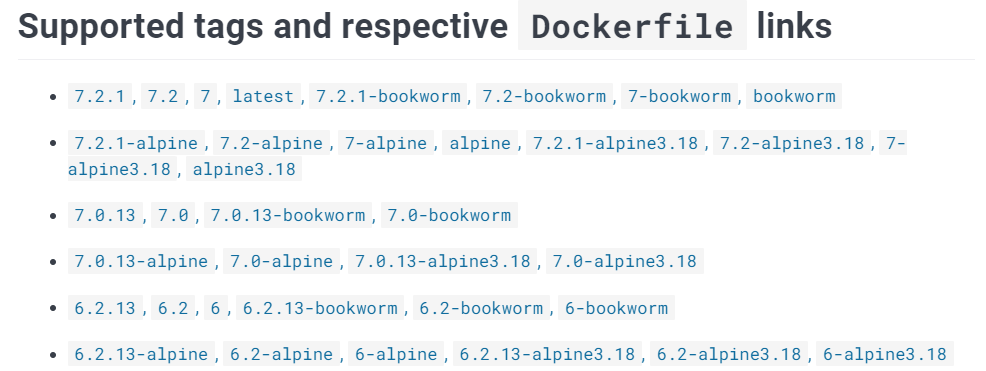 Supported tags and respective Dockerfile links
7.2.1, 7.2, 7, latest, 7.2.1-bookworm, 7.2-bookworm, 7-bookworm, bookworm
7.2.1-alpine, 7.2-alpine, 7-alpine, alpine, 7.2.1-alpine3.18, 7.2-alpine3.18, 7-
alpine3.18, alpine3.18
7.0.13, 7.0, 7.0.13-bookworm, 7.0-bookworm
7.0.13-alpine, 7.0-alpine, 7.0.13-alpine3.18, 7.0-alpine3.18
6.2.13, 6.2, 6, 6.2.13-bookworm, 6.2-bookworm, 6-bookworm
6.2.13-alpine, 6.2-alpine, 6-alpine, 6.2.13-alpine3.18, 6.2-alpine3.18, 6-alpine3.18